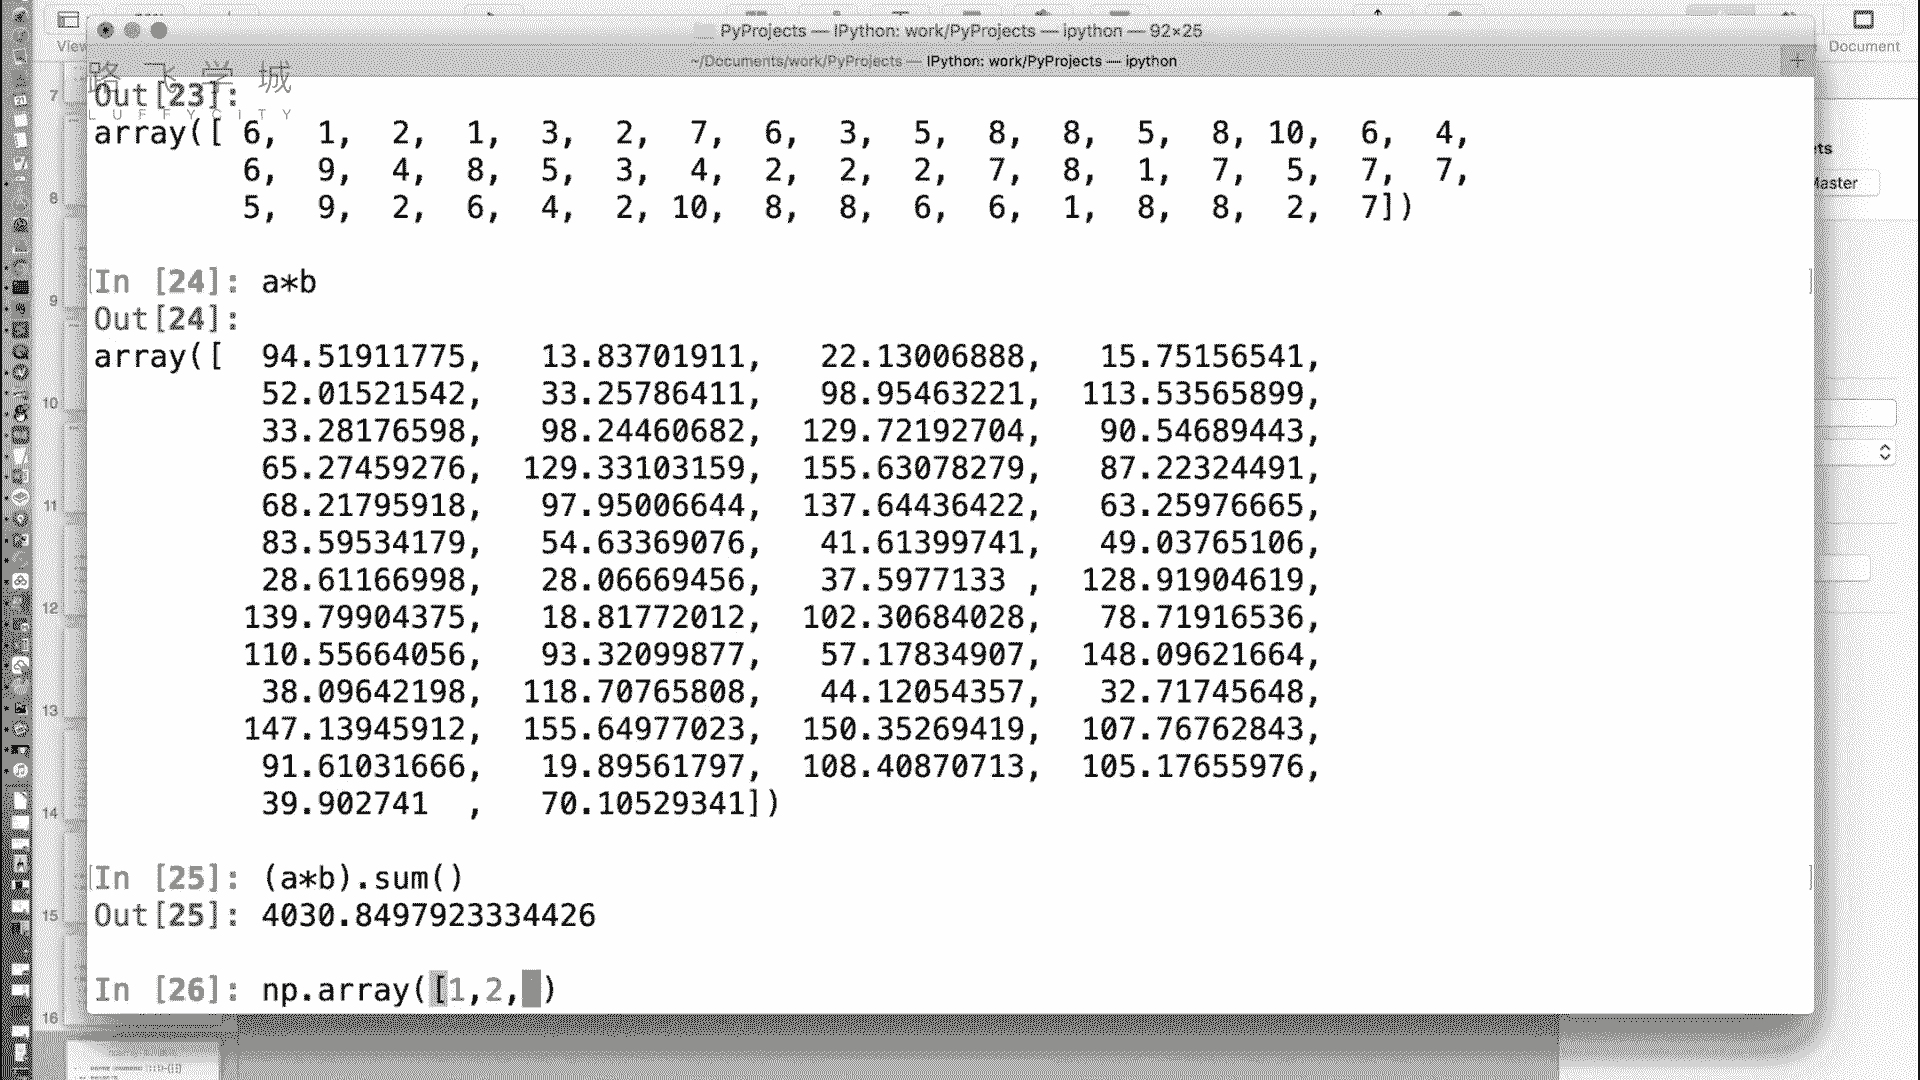 PyProjects — IPython: work/PyProjects — ipython — 92×25
View
Document
~/Documents/work/PyProjects — IPython: work/PyProjects — ipython
+
路飞学城
LUFFYCITY
Out[23]:
array([ 6,  1,  2,  1,  3,  2,  7,  6,  3,  5,  8,  8,  5,  8, 10,  6,  4,
6,  9,  4,  8,  5,  3,  4,  2,  2,  2,  7,  8,  1,  7,  5,  7,  7,
5,  9,  2,  6,  4,  2, 10,  8,  8,  6,  6,  1,  8,  8,  2,  7])
In [24]: a*b
Out[24]:
array([  94.51911775,   13.83701911,   22.13006888,   15.75156541,
52.01521542,   33.25786411,   98.95463221,  113.53565899,
33.28176598,   98.24460682,  129.72192704,   90.54689443,
65.27459276,  129.33103159,  155.63078279,   87.22324491,
68.21795918,   97.95006644,  137.64436422,   63.25976665,
83.59534179,   54.63369076,   41.61399741,   49.03765106,
28.61166998,   28.06669456,   37.5977133 ,  128.91904619,
139.79904375,   18.81772012,  102.30684028,   78.71916536,
110.55664056,   93.32099877,   57.17834907,  148.09621664,
38.09642198,  118.70765808,   44.12054357,   32.71745648,
147.13945912,  155.64977023,  150.35269419,  107.76762843,
91.61031666,   19.89561797,  108.40870713,  105.17655976,
39.902741  ,   70.10529341])
In [25]: (a*b).sum()
Out[25]: 4030.8497923334426
In [26]: np.array([1,2, )
7
8
9
10
11
12
13
14
15
16
ts
Master